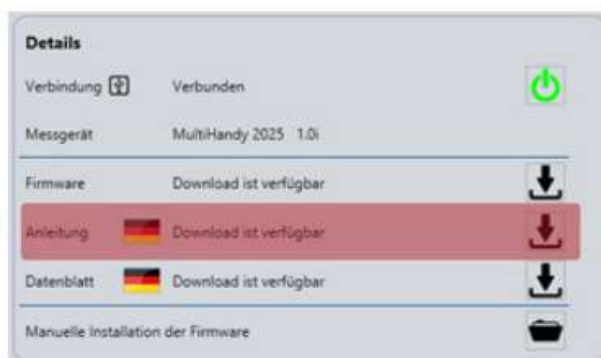 Details
Verbindung Verbunden
Messgerät MultiHandy 2025 1.0i
Firmware Download ist verfügbar
Anleitung Download ist verfügbar
Datenblatt Download ist verfügbar
Manuelle Installation der Firmware